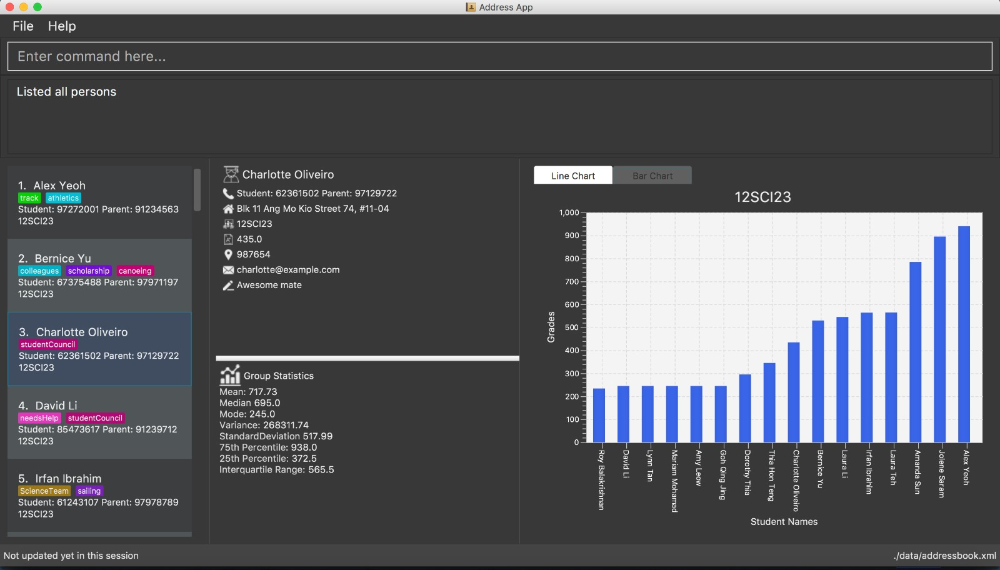 Address App
File Help
Enter command here...
Listed all persons
1. Alex Yeoh
track athletics
Student: 97272001 Parent: 91234563
12SCI23
2. Bernice Yu
colleagues scholarship canoeing
Student: 67375488 Parent: 97971197
12SCI23
3. Charlotte Oliveiro
studentCouncil
Student: 62361502 Parent: 97129722
12SCI23
4. David Li
needsHelp studentCouncil
Student: 85473617 Parent: 91239712
12SCI23
5. Irfan Ibrahim
ScienceTeam sailing
Student: 61243107 Parent: 97978789
12SCI23
Charlotte Oliveiro
Student: 62361502 Parent: 97129722
Blk 11 Ang Mo Kio Street 74, #11-04
12SCI23
435.0
987654
charlotte@example.com
Awesome mate
Group Statistics
Mean: 717.73
Median 695.0
Mode: 245.0
Variance: 268311.74
StandardDeviation 517.99
75th Percentile: 938.0
25th Percentile: 372.5
Interquartile Range: 565.5
Line Chart Bar Chart
12SCI23
Grades
1,000
900
800
700
600
500
400
300
200
100
0
Roy Balakrishnan
David Li
Lynn Tan
Mariam Mohamad
Amy Leow
Goh Qing Jing
Dorothy Thia
Thia Hon Teng
Charlotte Oliveiro
Bernice Yu
Laura Li
Irfan Ibrahim
Laura Teh
Amanda Sun
Jolene Saram
Alex Yeoh
Student Names
Not updated yet in this session
./data/addressbook.xml